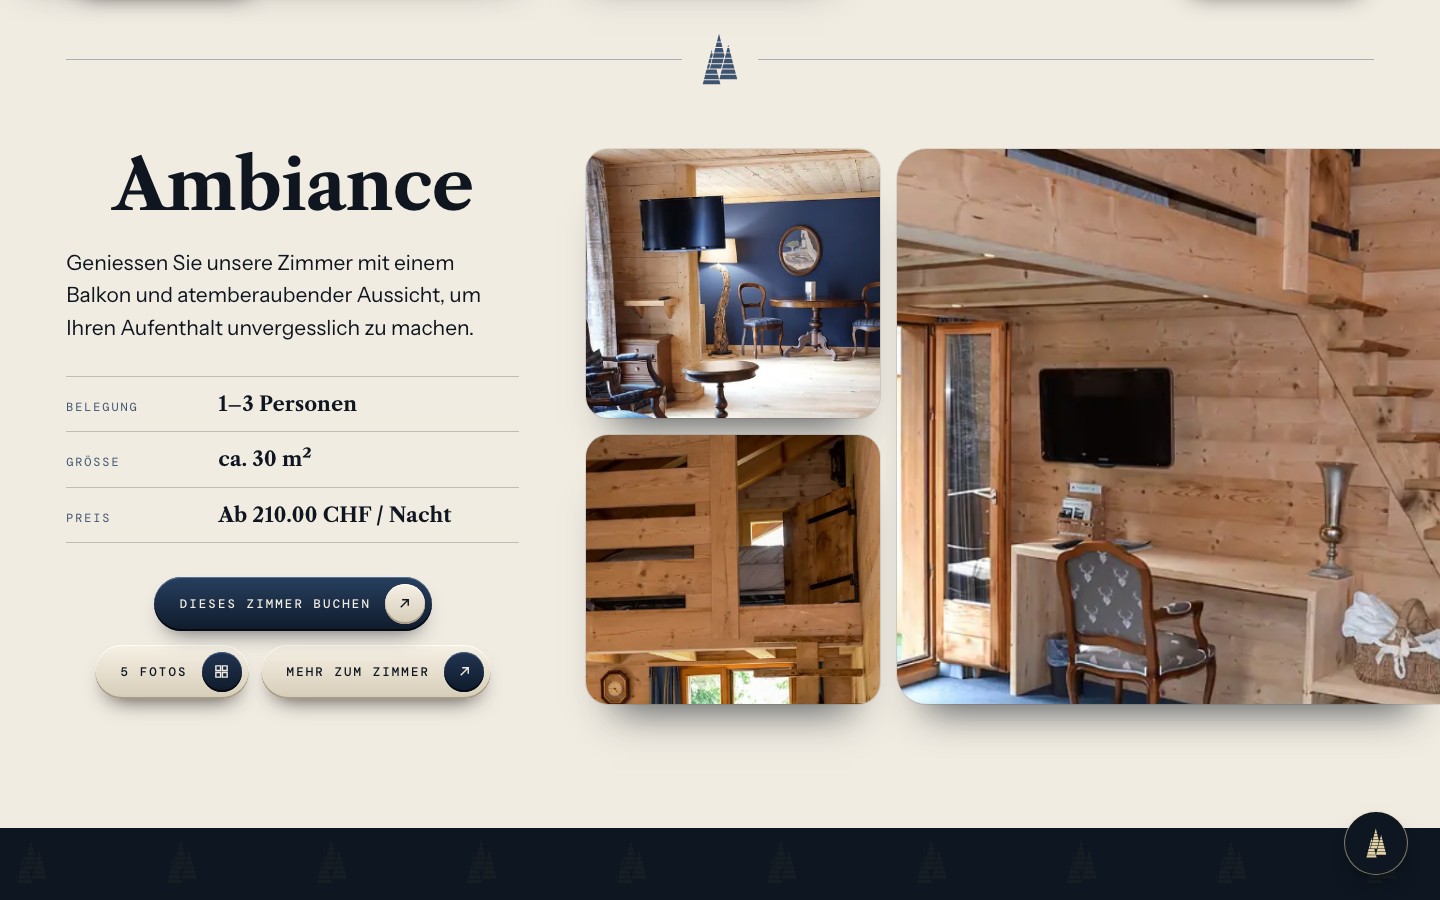 Ambiance
Geniessen Sie unsere Zimmer mit einem
Balkon und atemberaubender Aussicht, um
Ihren Aufenthalt unvergesslich zu machen.
BELEGUNG 1–3 Personen
GRÖSSE ca. 30 m²
PREIS Ab 210.00 CHF / Nacht
DIESES ZIMMER BUCHEN
5 FOTOS MEHR ZUM ZIMMER